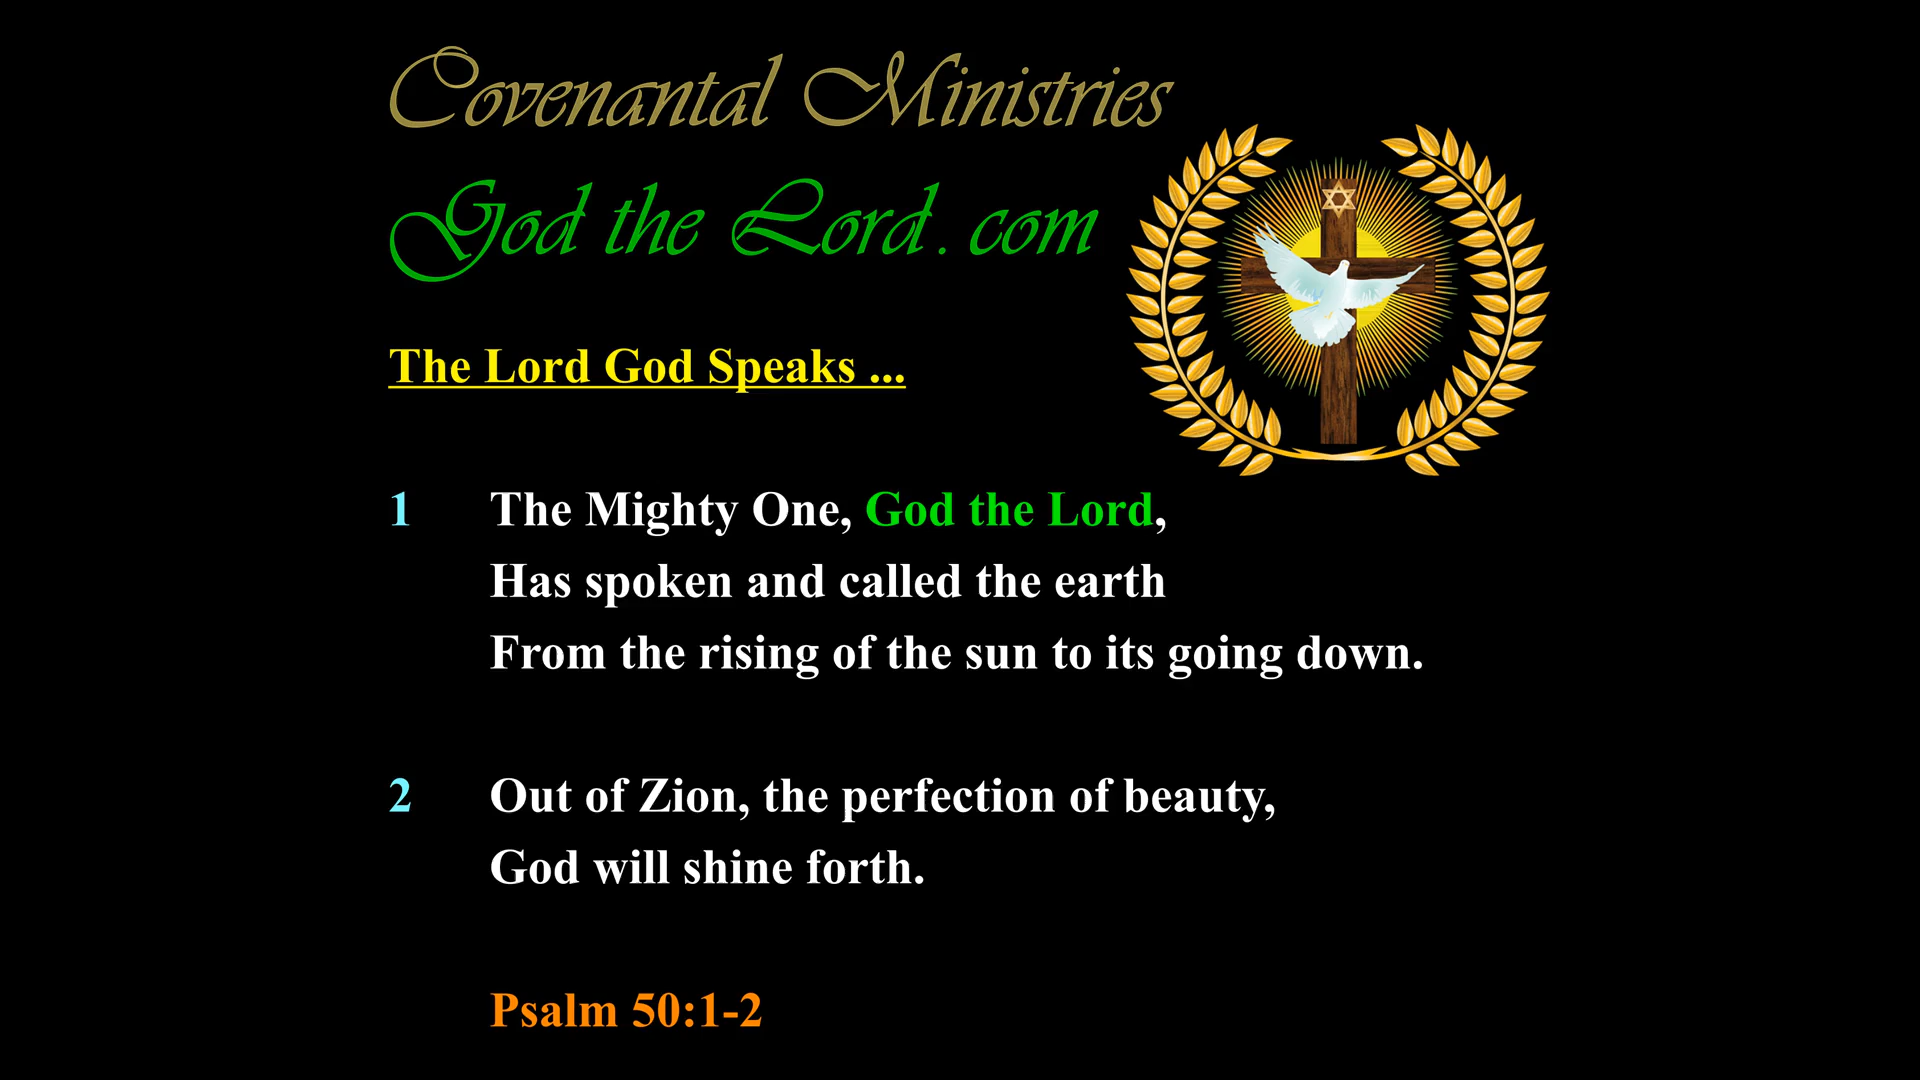 Covenantal Ministries
God the Lord.com
The Lord God Speaks ...
1 The Mighty One, God the Lord,
Has spoken and called the earth
From the rising of the sun to its going down.
2 Out of Zion, the perfection of beauty,
God will shine forth.
Psalm 50:1-2